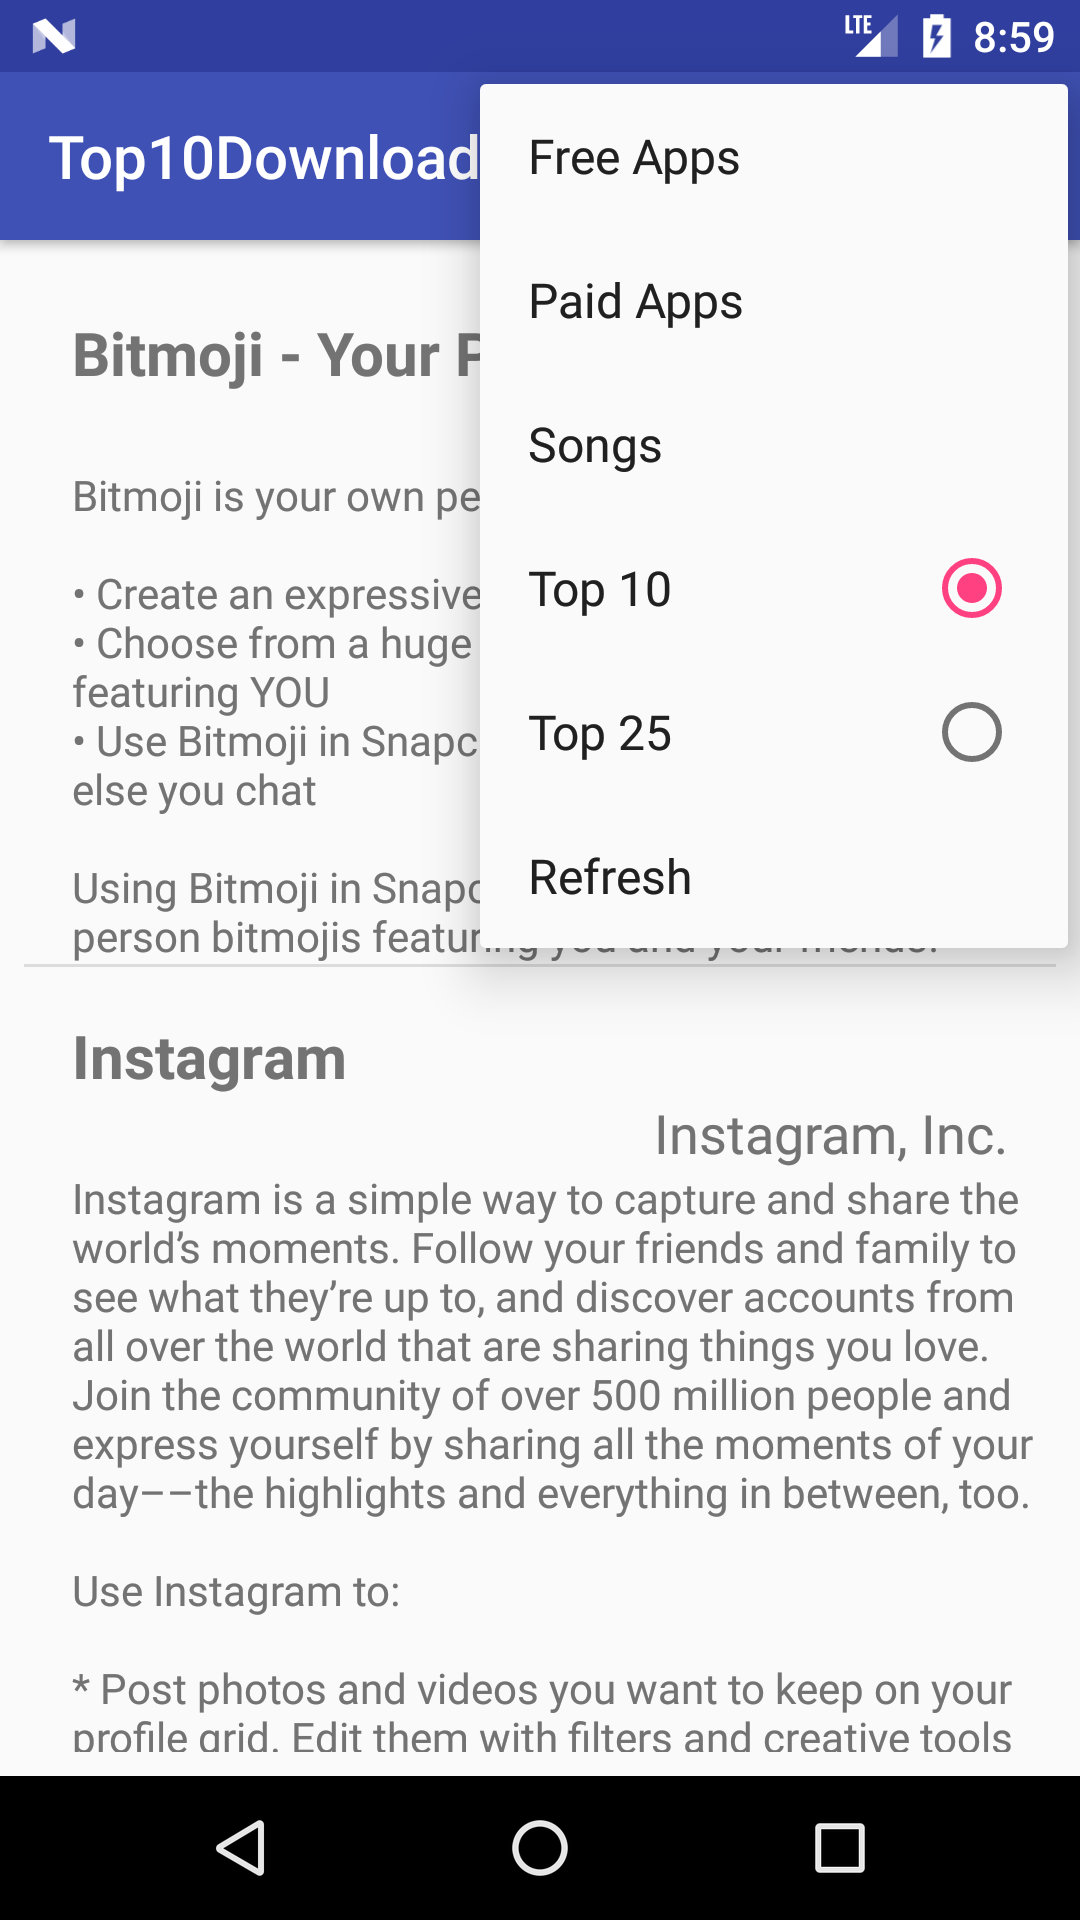 LTE 8:59
Top10Download
Free Apps
Paid Apps
Songs
Top 10
Top 25
Refresh
Bitmoji - Your
Bitmoji is your own
• Create an expressive
• Choose from a huge
featuring YOU
• Use Bitmoji in
else you chat
Using Bitmoji in
person bitmojis featuring you and your friends!
Instagram
Instagram, Inc.
Instagram is a simple way to capture and share the
world’s moments. Follow your friends and family to
see what they’re up to, and discover accounts from
all over the world that are sharing things you love.
Join the community of over 500 million people and
express yourself by sharing all the moments of your
day––the highlights and everything in between, too.
Use Instagram to:
* Post photos and videos you want to keep on your
profile grid. Edit them with filters and creative tools